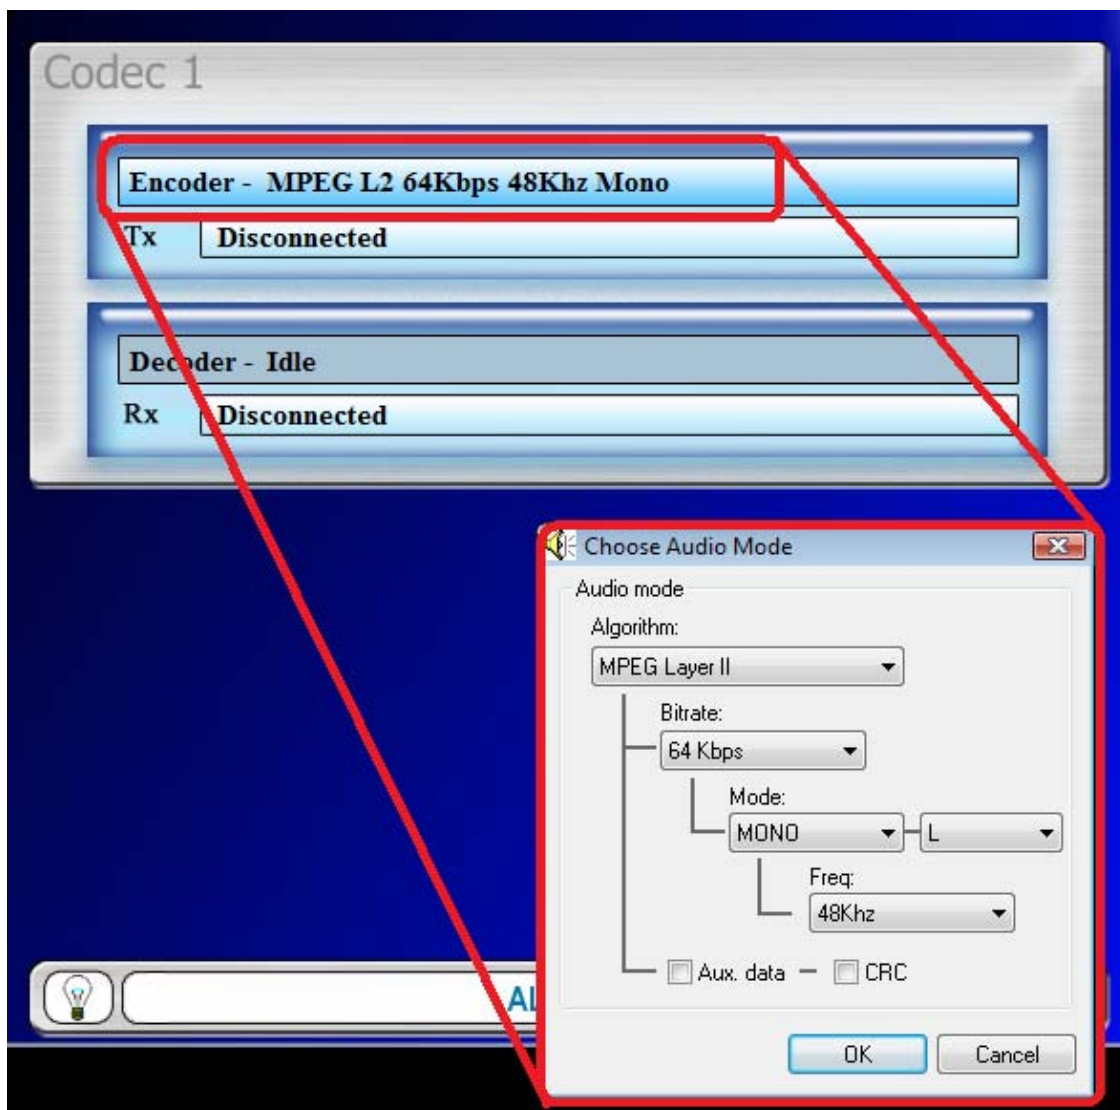 Codec 1
Encoder - MPEG L2 64Kbps 48Khz Mono
Tx Disconnected
Decoder - Idle
Rx Disconnected
Choose Audio Mode
Audio mode
Algorithm:
MPEG Layer II
Bitrate:
64 Kbps
Mode:
MONO L
Freq:
48Khz
Aux. data CRC
AL
OK Cancel